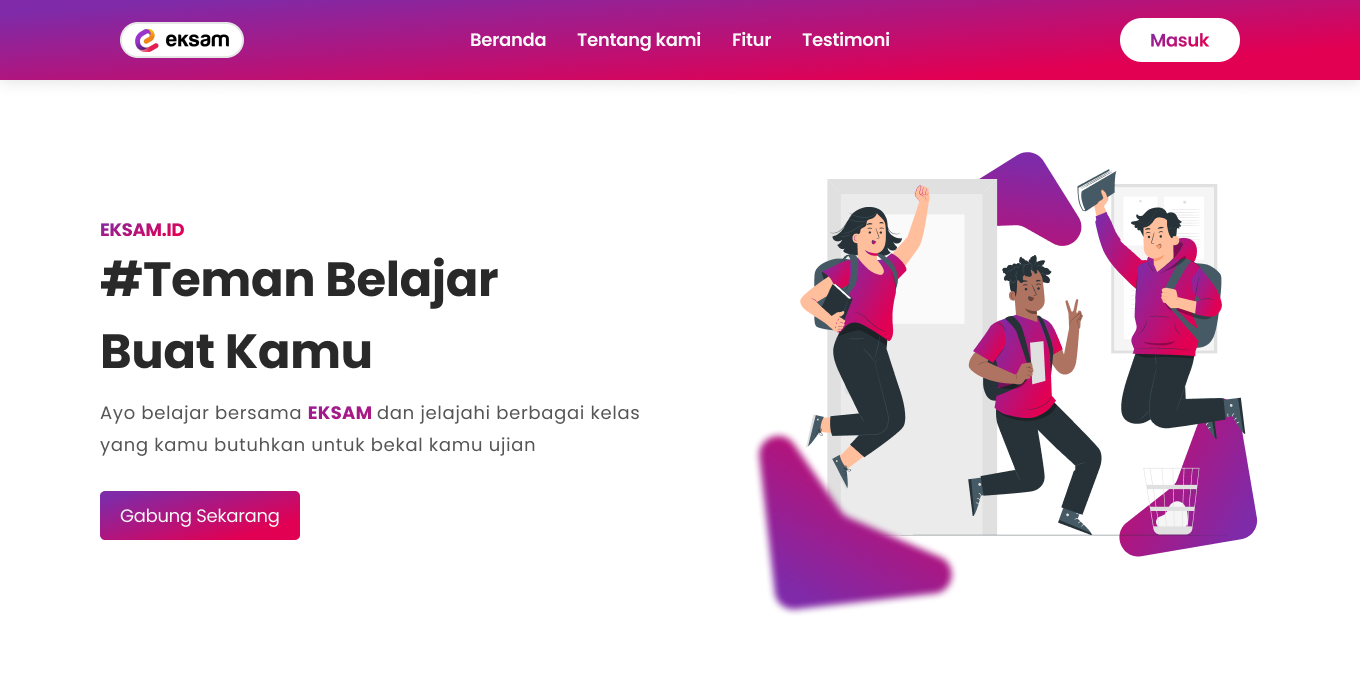 eksam
Beranda
Tentang kami
Fitur
Testimoni
Masuk
EKSAM.ID
#Teman Belajar
Buat Kamu
Ayo belajar bersama EKSAM dan jelajahi berbagai kelas
yang kamu butuhkan untuk bekal kamu ujian
Gabung Sekarang